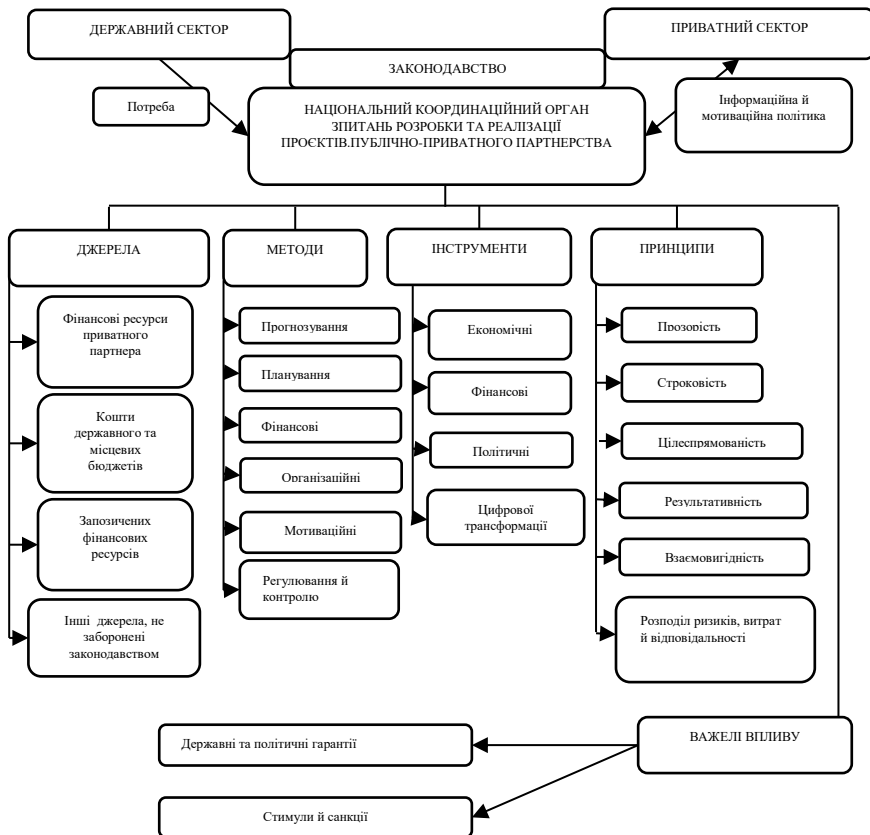 ДЕРЖАВНИЙ СЕКТОР
ПРИВАТНИЙ СЕКТОР
ЗАКОНОДАВСТВО
Потреба
НАЦІОНАЛЬНИЙ КООРДИНАЦІЙНИЙ ОРГАН
ЗПИТАНЬ РОЗРОБКИ ТА РЕАЛІЗАЦІЇ
ПРОЄКТІВ.ПУБЛІЧНО-ПРИВАТНОГО ПАРТНЕРСТВА
Інформаційна й
мотиваційна політика
ДЖЕРЕЛА
Фінансові ресурси
приватного
партнера
Кошти
державного та
місцевих
бюджетів
Запозичених
фінансових
ресурсів
Інші джерела, не
заборонені
законодавством
МЕТОДИ
Прогнозування
Планування
Фінансові
Організаційні
Мотиваційні
Регулювання й
контролю
ІНСТРУМЕНТИ
Економічні
Фінансові
Політичні
Цифрової
трансформації
ПРИНЦИПИ
Прозорість
Строковість
Цілеспрямованість
Результативність
Взаємовигідність
Розподіл ризиків, витрат
й відповідальності
ВАЖЕЛІ ВПЛИВУ
Державні та політичні гарантії
Стимули й санкції